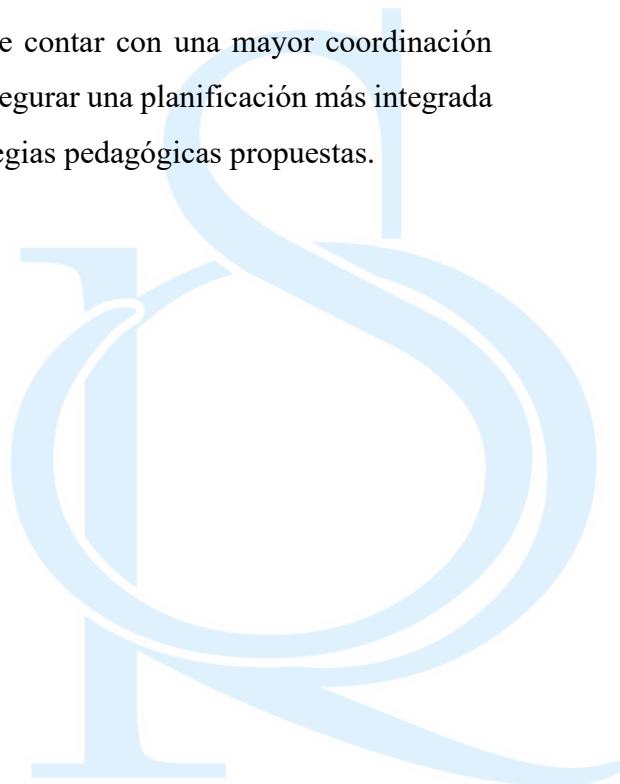 e contar con una mayor coordinación
egurar una planificación más integrada
egias pedagógicas propuestas.